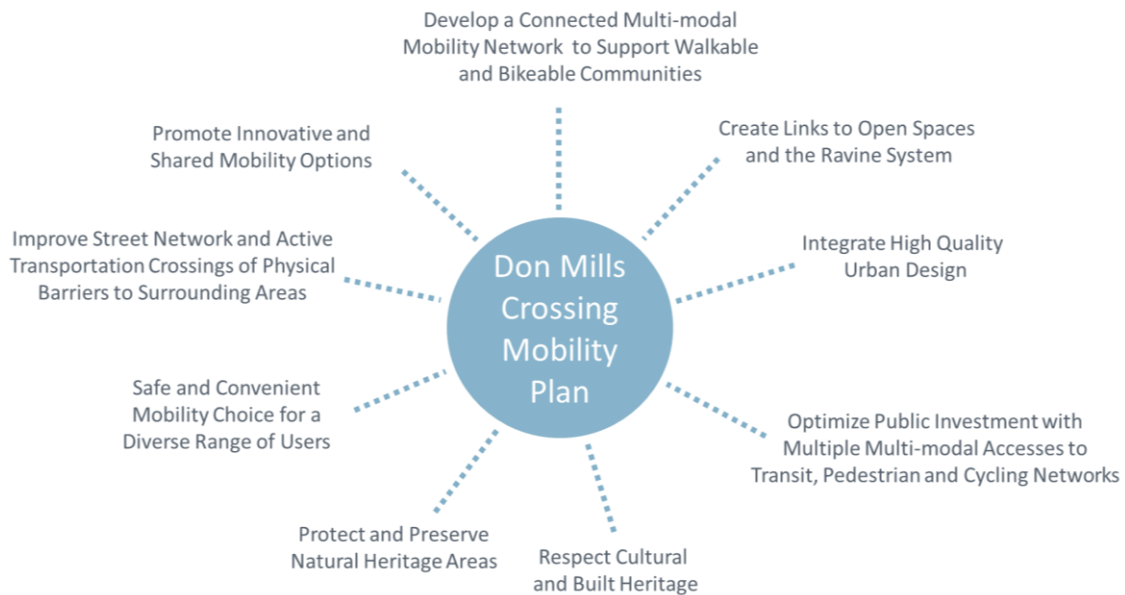 Develop a Connected Multi-modal
Mobility Network to Support Walkable
and Bikeable Communities
Promote Innovative and
Shared Mobility Options
Create Links to Open Spaces
and the Ravine System
Improve Street Network and Active
Transportation Crossings of Physical
Barriers to Surrounding Areas
Integrate High Quality
Urban Design
Don Mills
Crossing
Mobility
Plan
Safe and Convenient
Mobility Choice for a
Diverse Range of Users
Optimize Public Investment with
Multiple Multi-modal Accesses to
Transit, Pedestrian and Cycling Networks
Protect and Preserve
Natural Heritage Areas
Respect Cultural
and Built Heritage